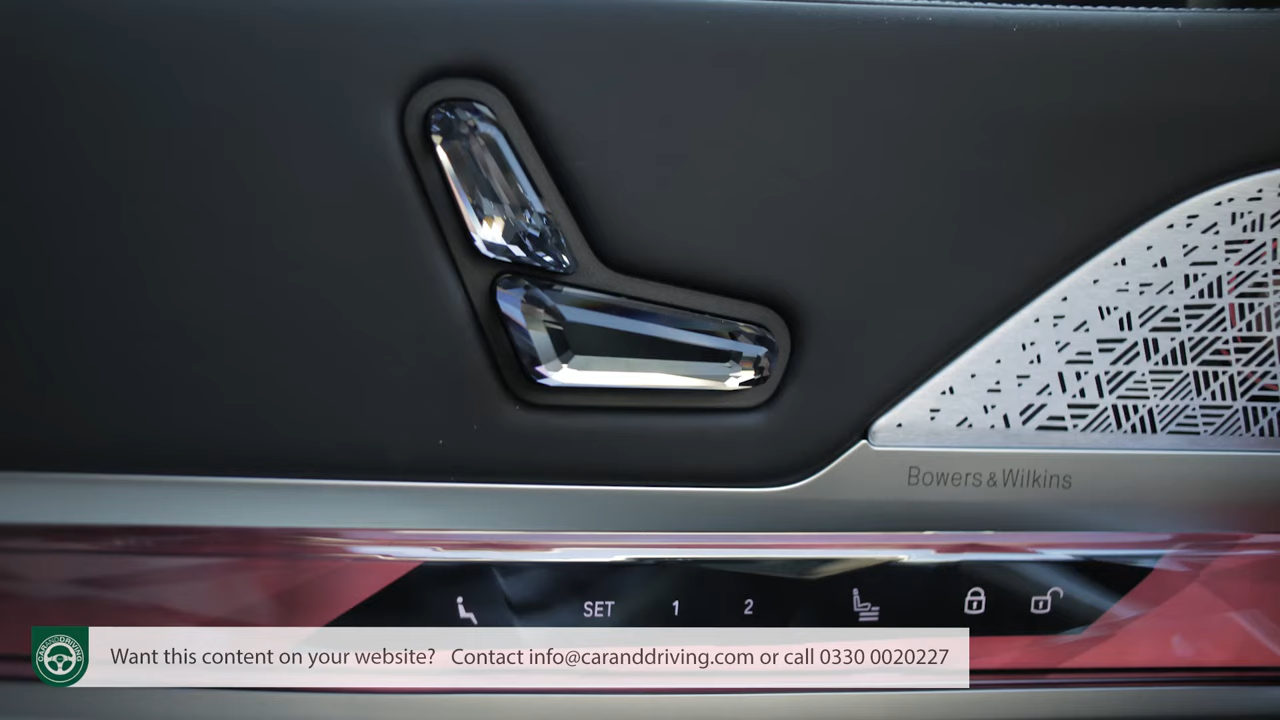 Bowers & Wilkins
SET 1 2
CARANDDRIVING
Want this content on your website? Contact info@caranddriving.com or call 0330 0020227